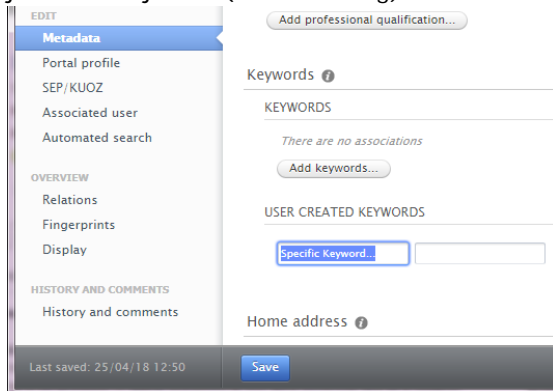 EDIT
Metadata
Portal profile
SEP/KUOZ
Associated user
Automated search
OVERVIEW
Relations
Fingerprints
Display
HISTORY AND COMMENTS
History and comments
Last saved: 25/04/18 12:50
Add professional qualification...
Keywords
KEYWORDS
There are no associations
Add keywords...
USER CREATED KEYWORDS
Specific Keyword...
Home address
Save